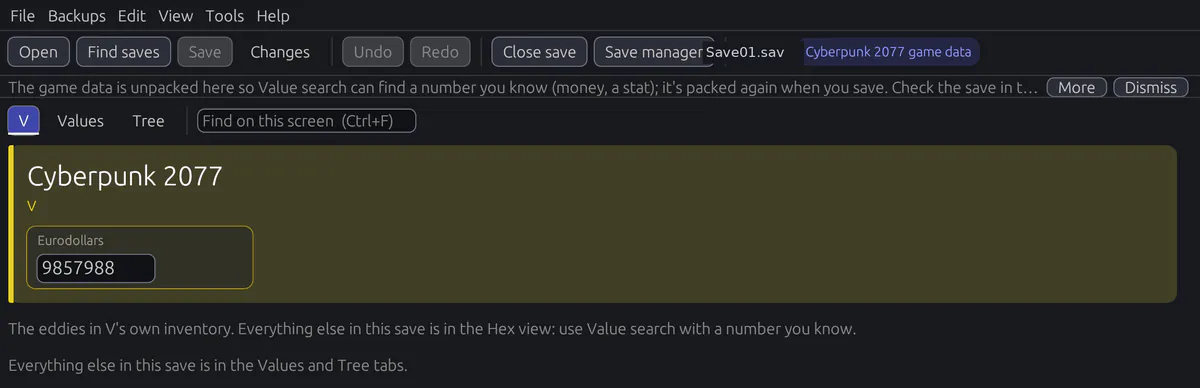 File Backups Edit View Tools Help
Open Find saves Save Changes Undo Redo Close save Save manager Save01.sav Cyberpunk 2077 game data
The game data is unpacked here so Value search can find a number you know (money, a stat); it's packed again when you save. Check the save in t… More Dismiss
V Values Tree Find on this screen (Ctrl+F)
Cyberpunk 2077
V
Eurodollars
9857988
The eddies in V's own inventory. Everything else in this save is in the Hex view: use Value search with a number you know.
Everything else in this save is in the Values and Tree tabs.